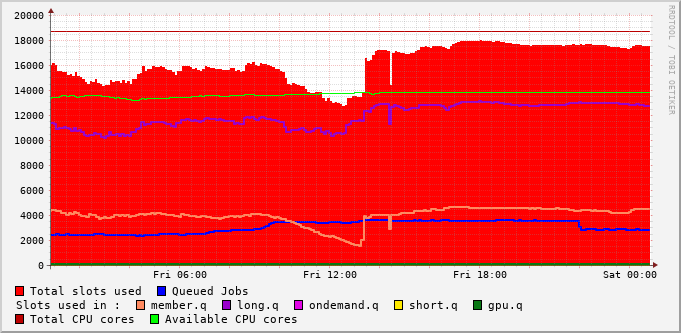 RRDTOOL / TOBI OETIKER
20000
18000
16000
14000
12000
10000
8000
6000
4000
2000
0
Fri 06:00 Fri 12:00 Fri 18:00 Sat 00:00
Total slots used Queued Jobs
Slots used in : member.q long.q ondemand.q short.q gpu.q
Total CPU cores Available CPU cores